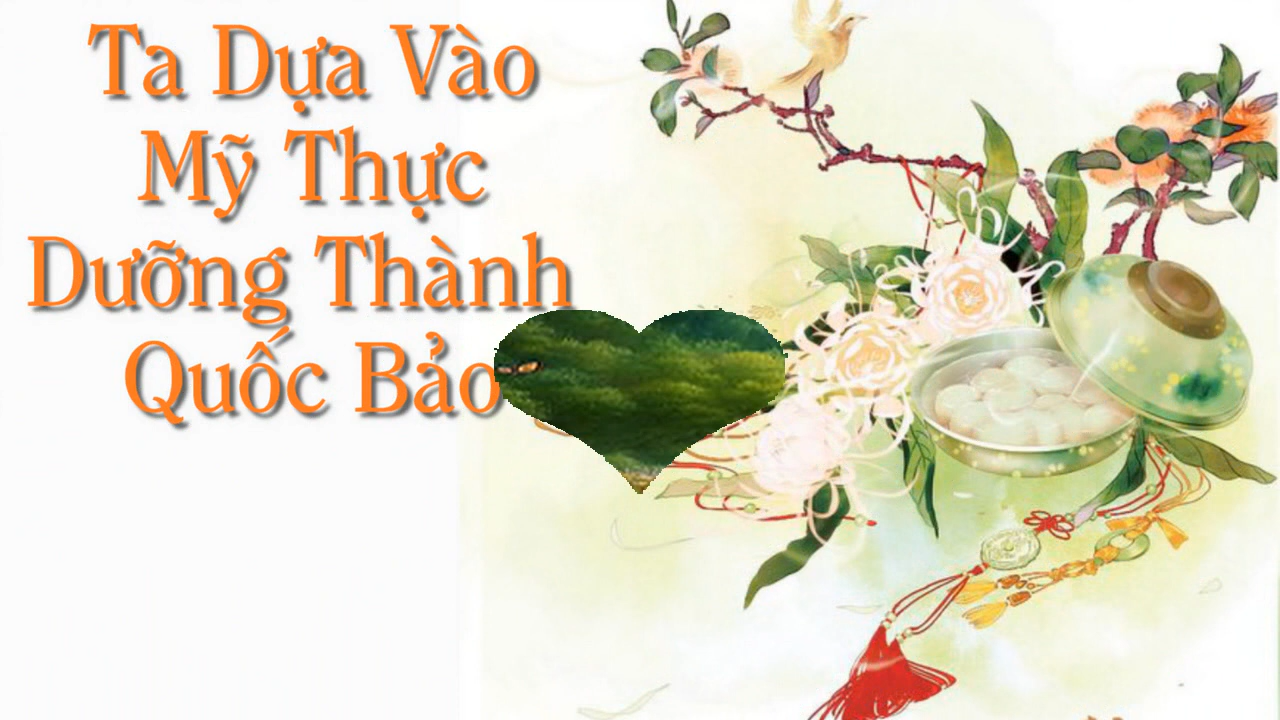 Ta Dựa Vào
Mỹ Thực
Dưỡng Thành
Quốc Bảo